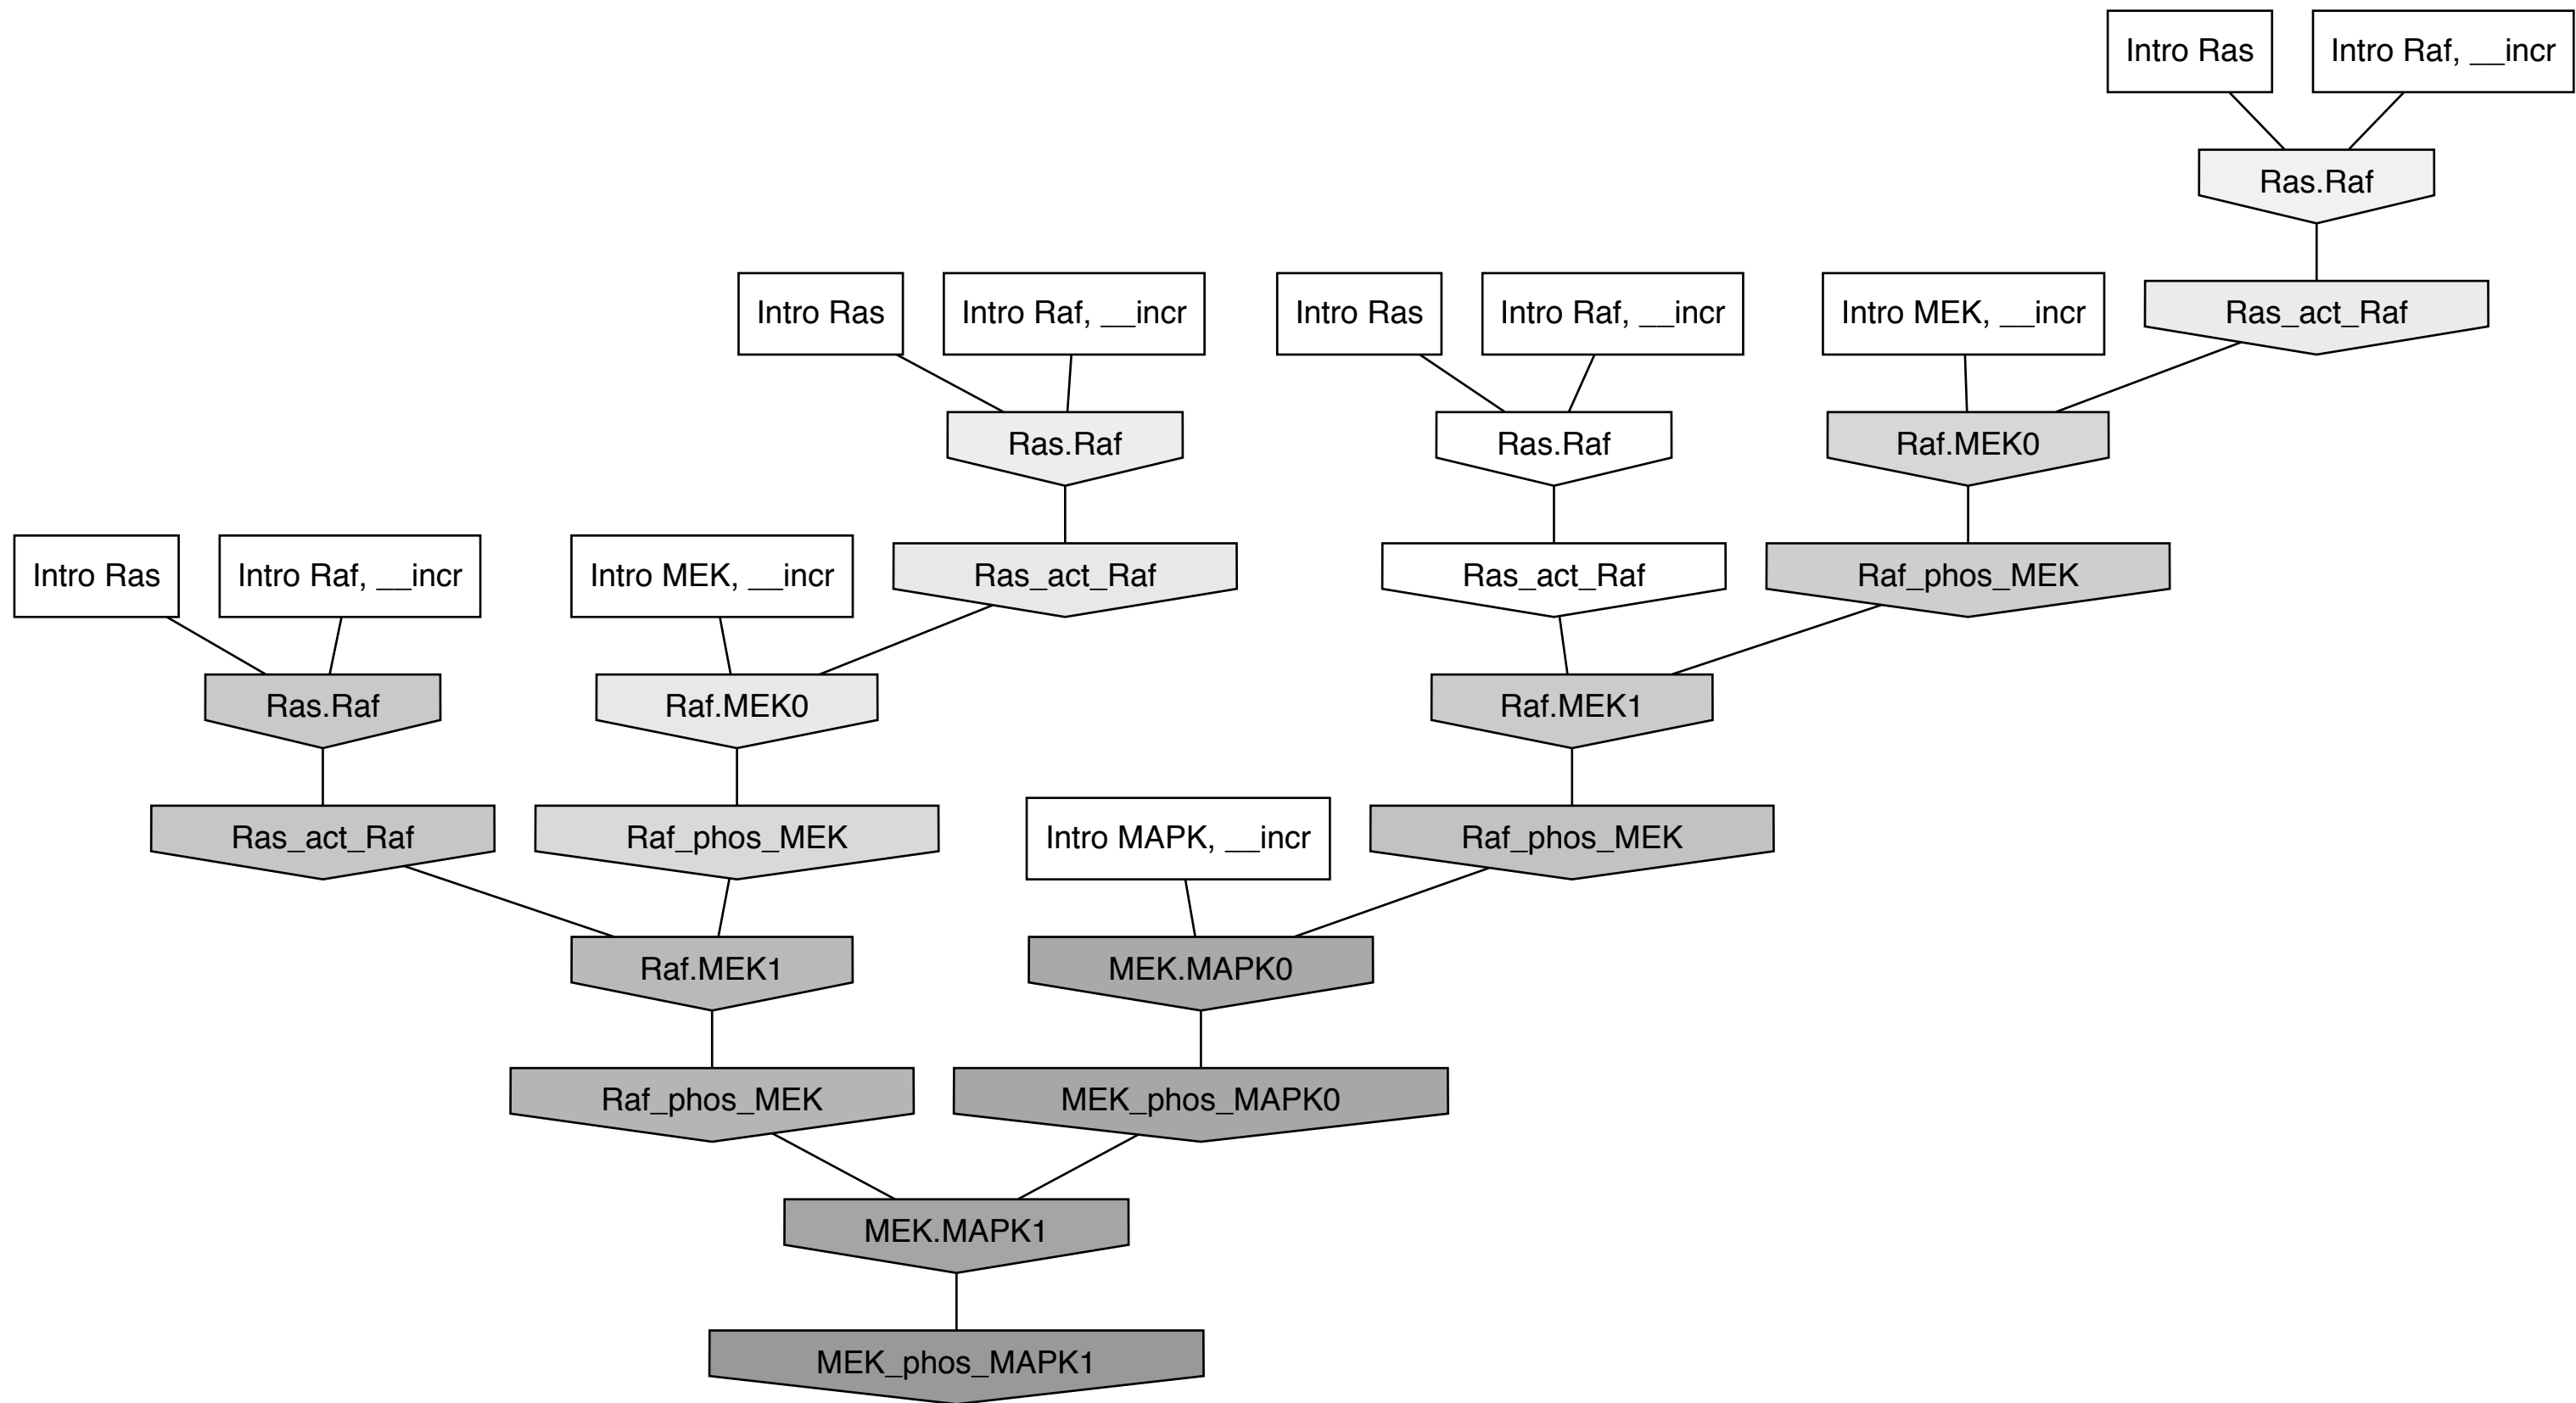 Intro Ras
Intro Raf, __incr
Ras.Raf
Intro Ras
Intro Raf, __incr
Intro Ras
Intro Raf, __incr
Intro MEK, __incr
Ras_act_Raf
Ras.Raf
Ras.Raf
Raf.MEK0
Intro Ras
Intro Raf, __incr
Intro MEK, __incr
Ras_act_Raf
Ras_act_Raf
Raf_phos_MEK
Ras.Raf
Raf.MEK0
Raf.MEK1
Ras_act_Raf
Raf_phos_MEK
Intro MAPK, __incr
Raf_phos_MEK
Raf.MEK1
MEK.MAPK0
Raf_phos_MEK
MEK_phos_MAPK0
MEK.MAPK1
MEK_phos_MAPK1